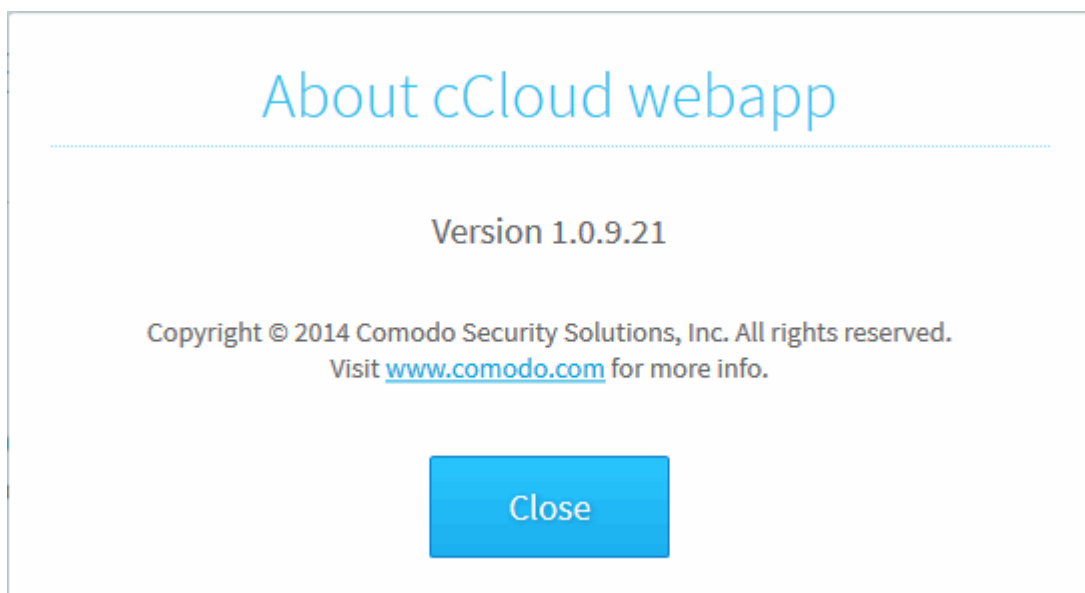 About cCloud webapp
Version 1.0.9.21
Copyright © 2014 Comodo Security Solutions, Inc. All rights reserved.
Visit www.comodo.com for more info.
Close